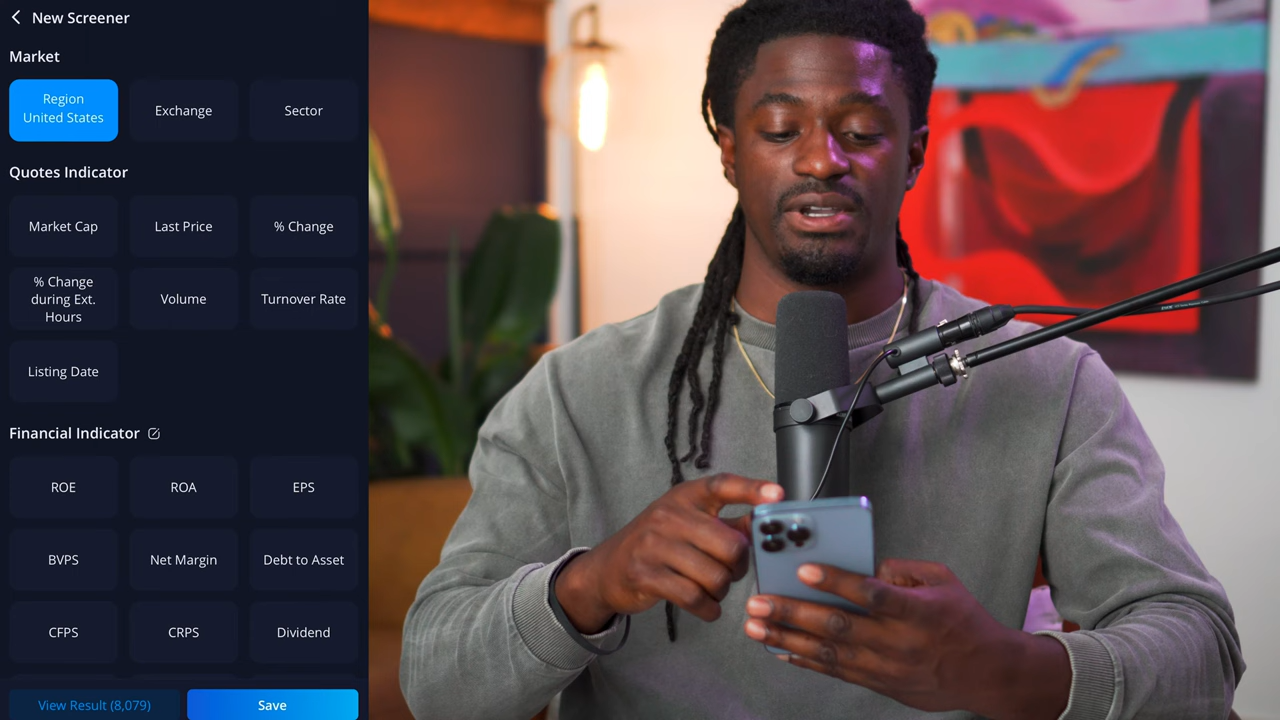 New Screener
Market
Region
United States
Exchange
Sector
Quotes Indicator
Market Cap
Last Price
% Change
% Change
during Ext.
Hours
Volume
Turnover Rate
Listing Date
Financial Indicator
ROE
ROA
EPS
BVPS
Net Margin
Debt to Asset
CFPS
CRPS
Dividend
View Result (8,079)
Save